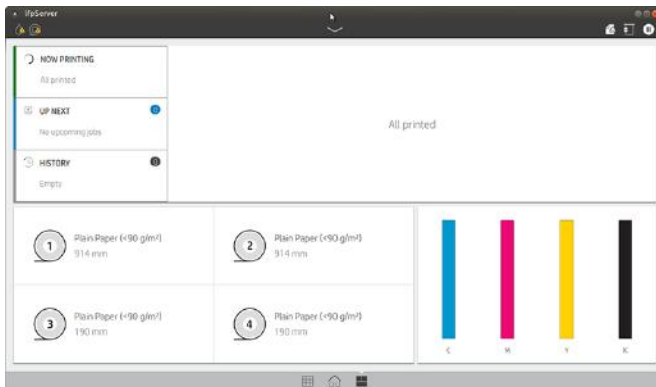 IfpServer
NOW PRINTING
All printed
UP NEXT
0
No upcoming jobs
HISTORY
0
Empty
All printed
1
Plain Paper (<90 g/m²)
914 mm
2
Plain Paper (<90 g/m²)
914 mm
3
Plain Paper (<90 g/m²)
190 mm
4
Plain Paper (<90 g/m²)
190 mm
C
M
Y
K